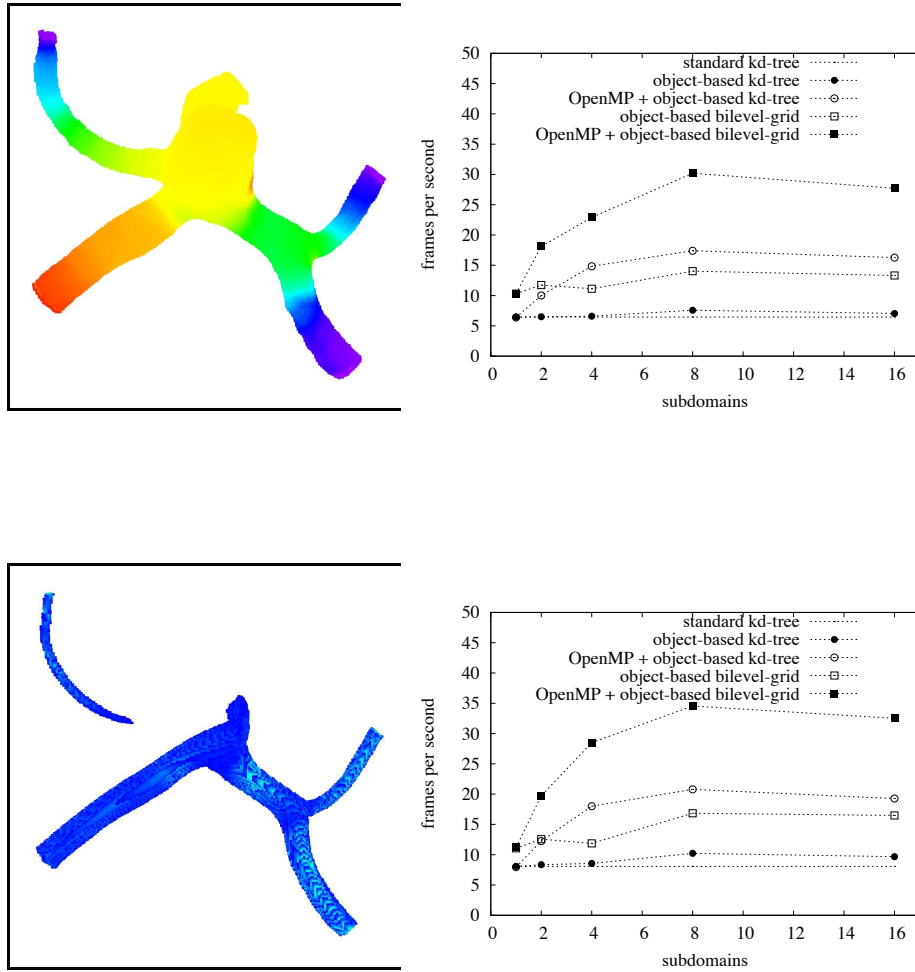 50
45
40
35
30
25
20
15
10
5
0
frames per second
standard kd-tree
object-based kd-tree
OpenMP + object-based kd-tree
object-based bilevel-grid
OpenMP + object-based bilevel-grid
0 2 4 6 8 10 12 14 16
subdomains
50
45
40
35
30
25
20
15
10
5
0
frames per second
standard kd-tree
object-based kd-tree
OpenMP + object-based kd-tree
object-based bilevel-grid
OpenMP + object-based bilevel-grid
0 2 4 6 8 10 12 14 16
subdomains